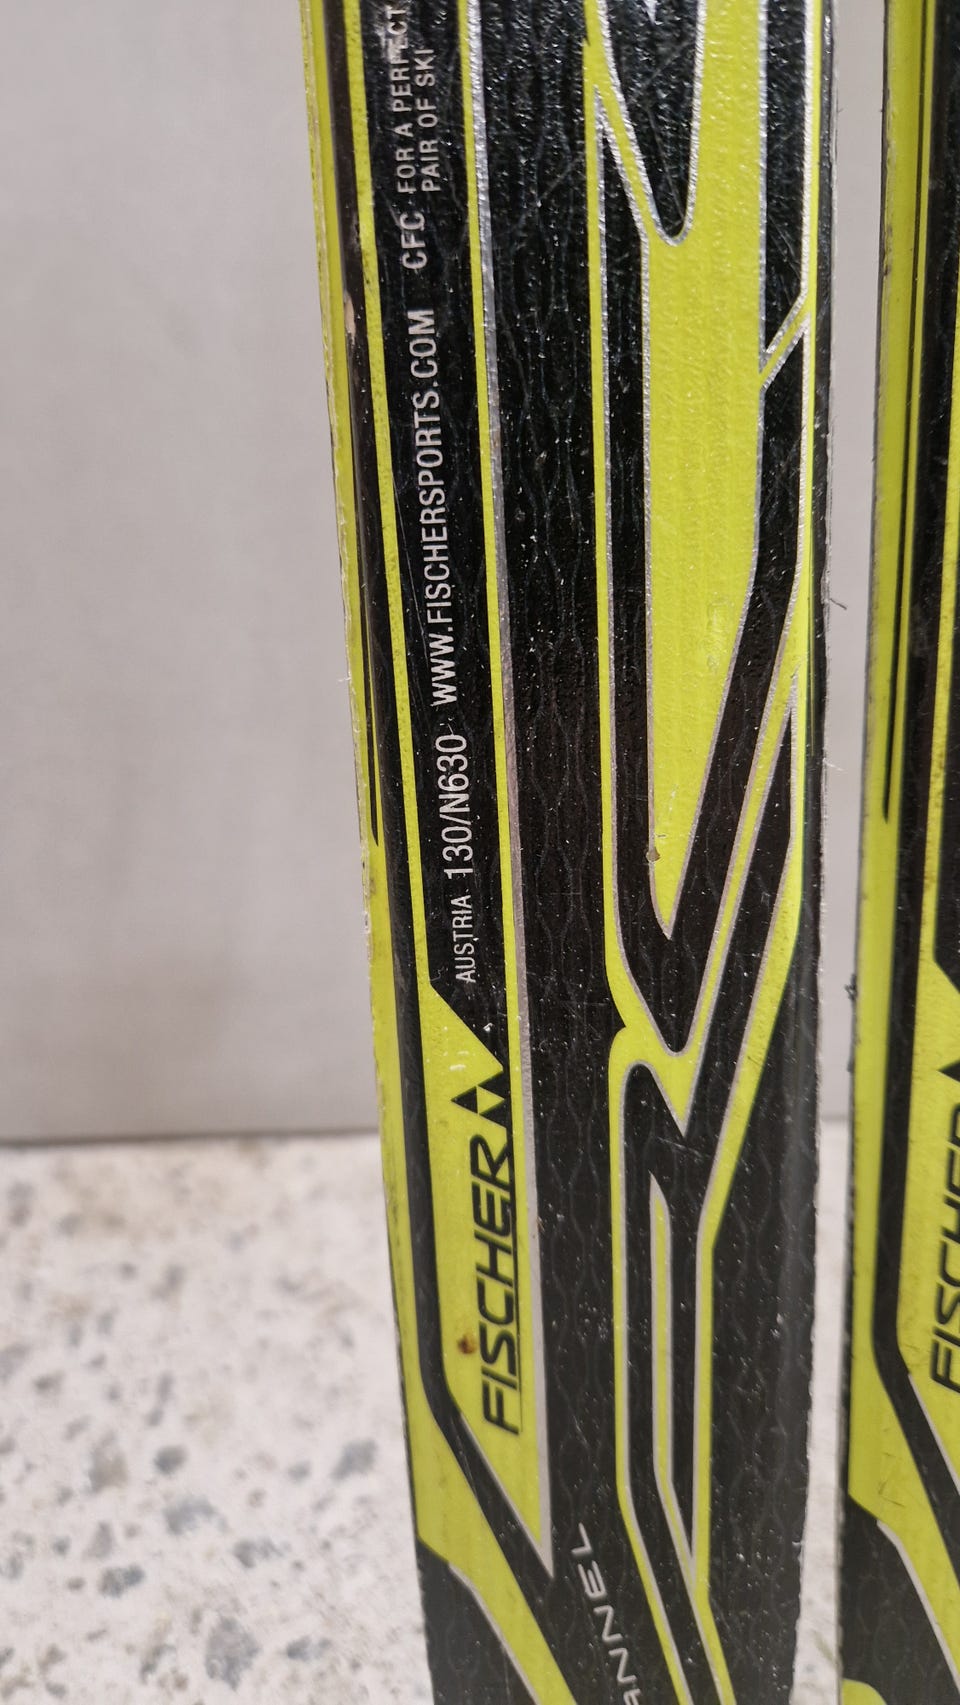 FOR A PERFECT
PAIR OF SKI
AUSTRIA 130/N630 WWW.FISCHERSPORTS.COM CFC
FISCHER
FISCHER